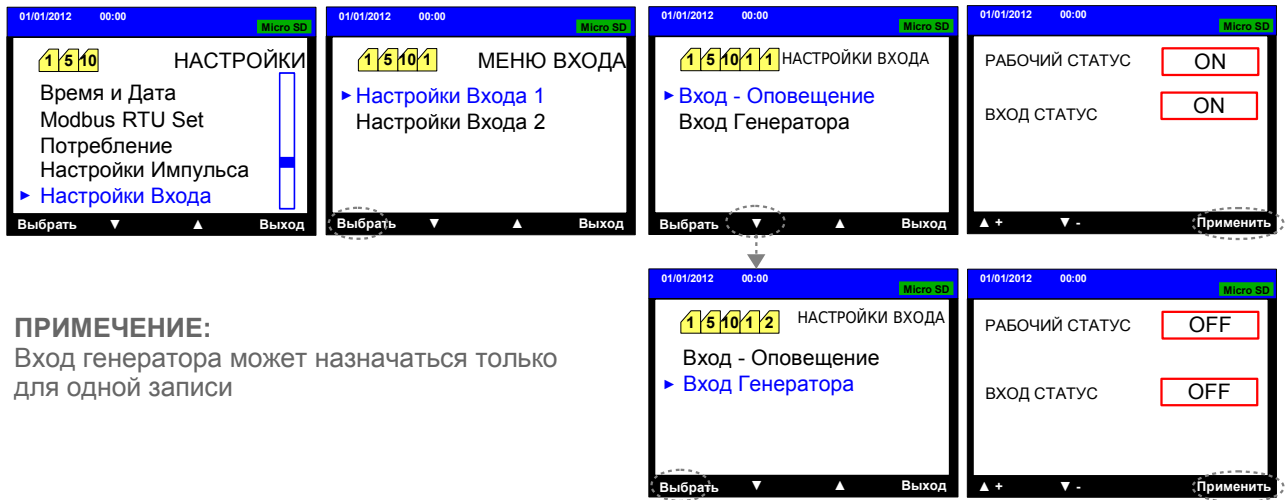 01/01/2012 00:00
Micro SD
1 5 10 НАСТРОЙКИ
Время и Дата
Modbus RTU Set
Потребление
Настройки Импульса
► Настройки Входа
Выбрать ▼ ▲ Выход
01/01/2012 00:00
Micro SD
1 5 10 1 МЕНЮ ВХОДА
► Настройки Входа 1
Настройки Входа 2
Выбрать ▼ ▲ Выход
01/01/2012 00:00
Micro SD
1 5 10 1 1 НАСТРОЙКИ ВХОДА
► Вход - Оповещение
Вход Генератора
Выбрать ▼ ▲ Выход
01/01/2012 00:00
Micro SD
РАБОЧИЙ СТАТУС ON
ВХОД СТАТУС ON
▲ + ▼ - Применить
ПРИМЕЧЕНИЕ:
Вход генератора может назначаться только
для одной записи
01/01/2012 00:00
Micro SD
1 5 10 1 2 НАСТРОЙКИ ВХОДА
Вход - Оповещение
► Вход Генератора
Выбрать ▼ ▲ Выход
01/01/2012 00:00
Micro SD
РАБОЧИЙ СТАТУС OFF
ВХОД СТАТУС OFF
▲ + ▼ - Применить